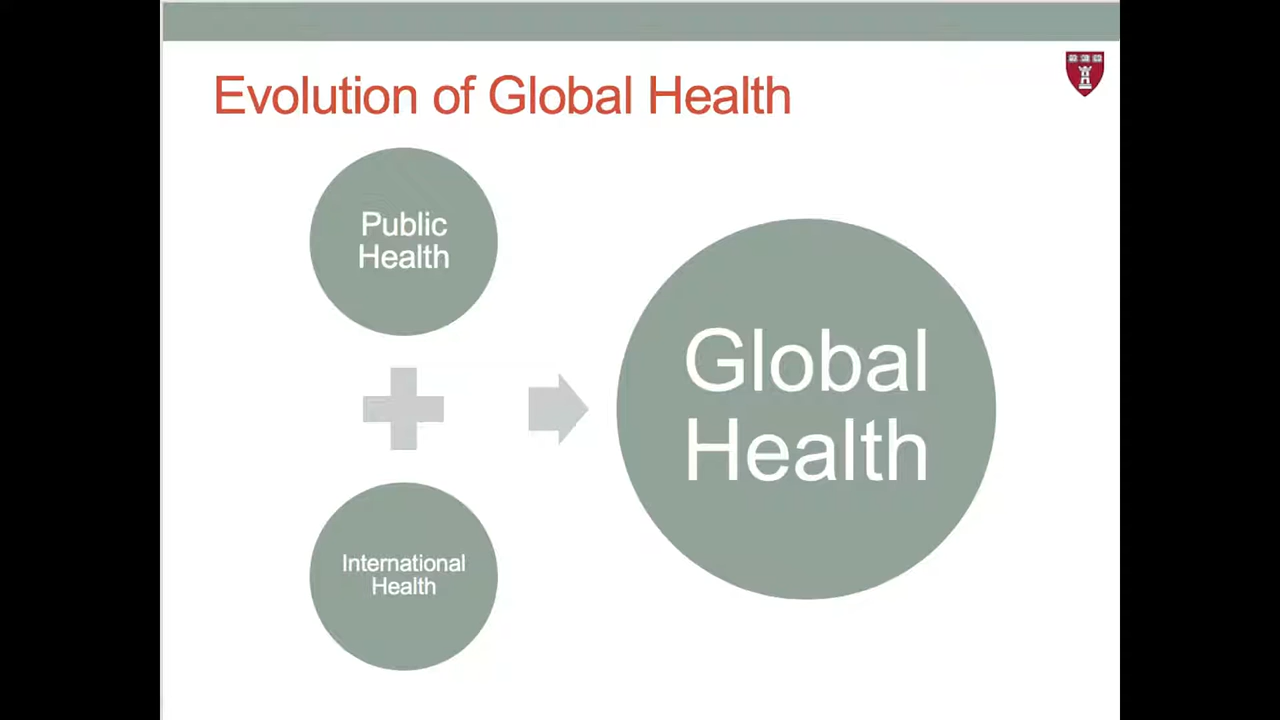 Evolution of Global Health
Public
Health
International
Health
Global
Health